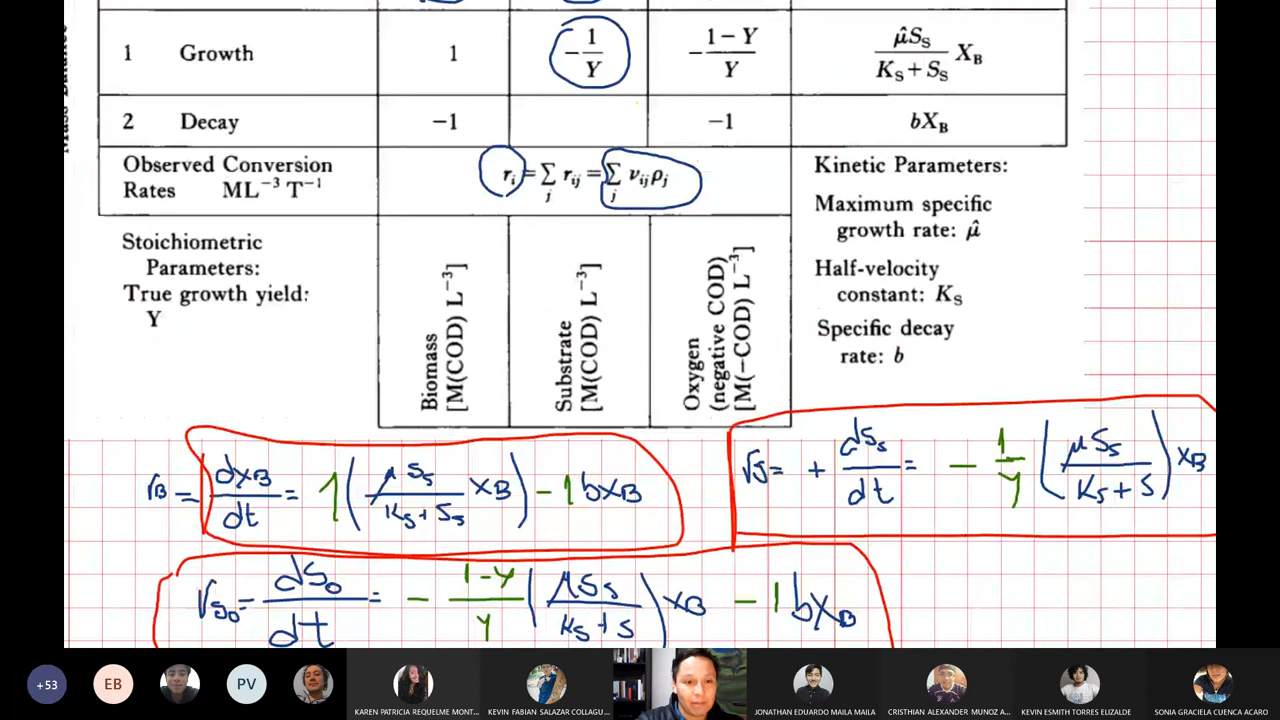 Mass Balance
1 Growth 1 -1/Y -(1-Y)/Y μ̂S_S/(K_S+S_S) X_B
2 Decay -1 -1 bX_B
Observed Conversion
Rates ML⁻³ T⁻¹
r_i = Σ_j r_ij = Σ_j ν_ij ρ_j
Stoichiometric
Parameters:
True growth yield:
Y
Biomass
[M(COD) L⁻³]
Substrate
[M(COD) L⁻³]
Oxygen
(negative COD)
[M(-COD) L⁻³]
Kinetic Parameters:
Maximum specific
growth rate: μ̂
Half-velocity
constant: K_S
Specific decay
rate: b
r_B = dX_B/dt = 1(μS_s/(K_s+S_s) X_B) - 1bX_B
r_S = + dS_s/dt = - 1/Y (μS_s/(K_s+S)) X_B
r_So = dS_o/dt = - (1-Y)/Y (μS_s/(K_s+S)) X_B - 1bX_B
+53
EB
PV
KAREN PATRICIA REQUELME MONT...
KEVIN FABIAN SALAZAR COLLAGU...
JONATHAN EDUARDO MAILA MAILA
CRISTHIAN ALEXANDER MUNOZ A...
KEVIN ESMITH TORRES ELIZALDE
SONIA GRACIELA CUENCA ACARO